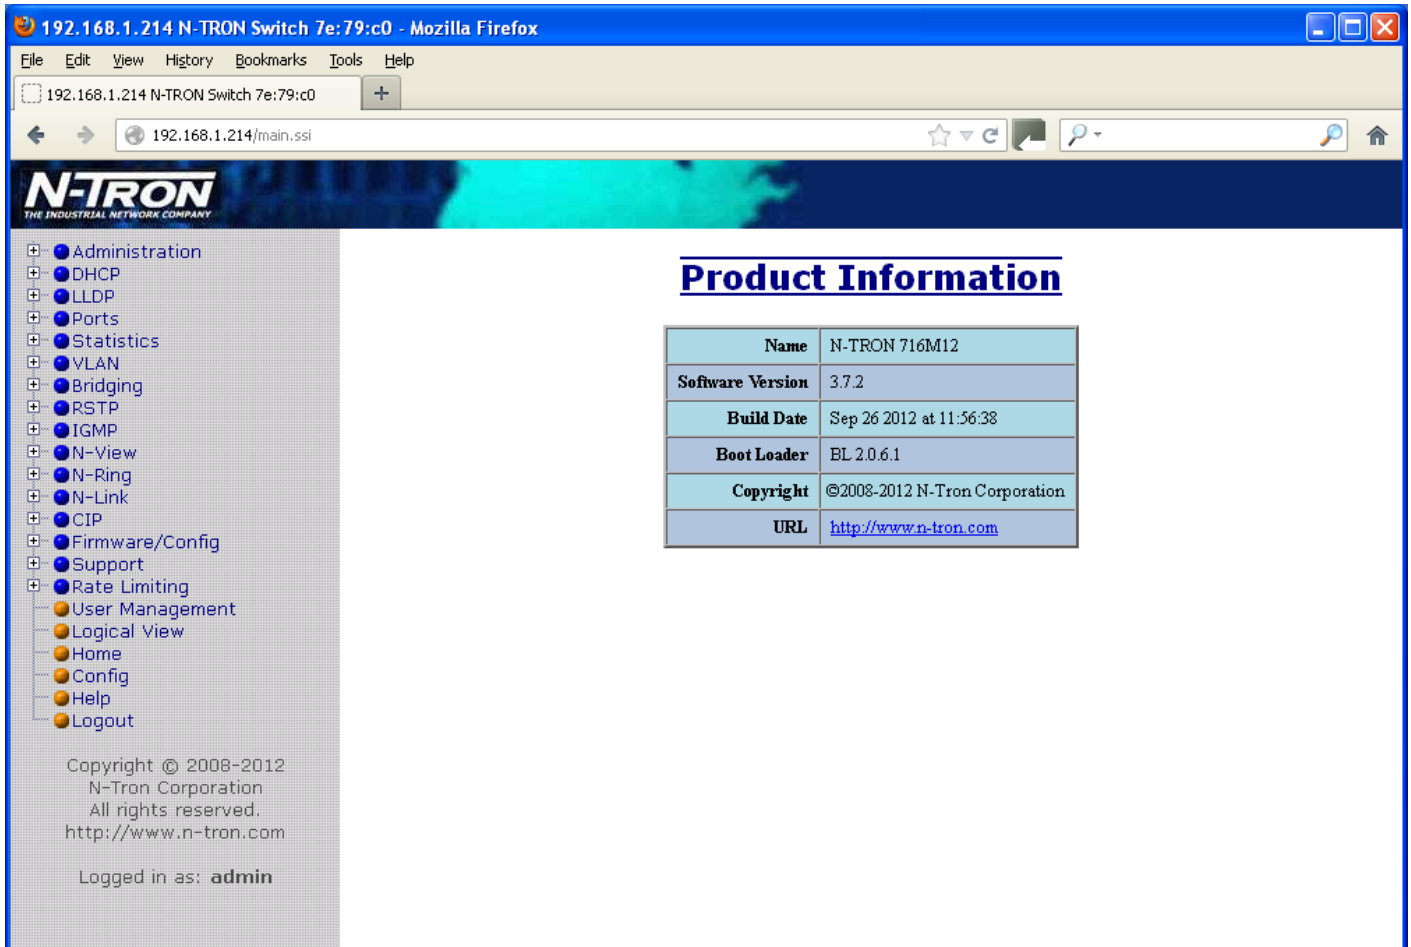 192.168.1.214 N-TRON Switch 7e:79:c0 - Mozilla Firefox
File Edit View History Bookmarks Tools Help
192.168.1.214 N-TRON Switch 7e:79:c0
192.168.1.214/main.ssi
N-TRON
THE INDUSTRIAL NETWORK COMPANY
Administration
DHCP
LLDP
Ports
Statistics
VLAN
Bridging
RSTP
IGMP
N-View
N-Ring
N-Link
CIP
Firmware/Config
Support
Rate Limiting
User Management
Logical View
Home
Config
Help
Logout
Copyright © 2008-2012
N-Tron Corporation
All rights reserved.
http://www.n-tron.com
Logged in as: admin
Product Information
Name N-TRON 716M12
Software Version 3.7.2
Build Date Sep 26 2012 at 11:56:38
Boot Loader BL 2.0.6.1
Copyright ©2008-2012 N-Tron Corporation
URL http://www.n-tron.com